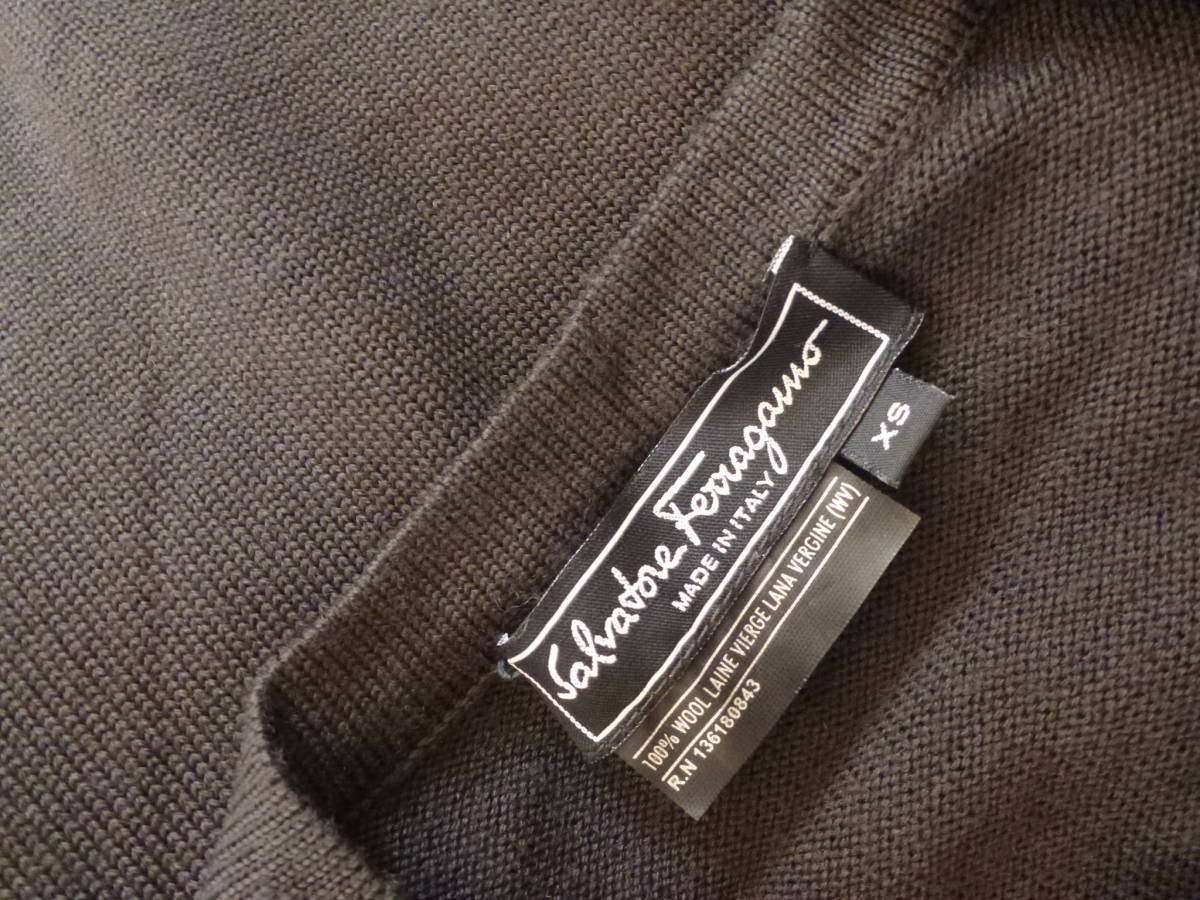 Salvatore Ferragamo
MADE IN ITALY
XS
100% WOOL LAINE VIERGE LANA VERGINE (WV)
R.N 136180843